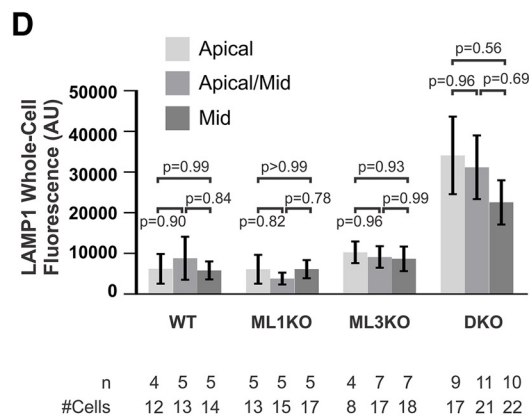 D
Apical
Apical/Mid
Mid
LAMP1 Whole-Cell
Fluorescence (AU)
50000
40000
30000
20000
10000
0
p=0.99
p=0.84
p=0.90
p>0.99
p=0.78
p=0.82
p=0.93
p=0.99
p=0.96
p=0.56
p=0.96
p=0.69
WT ML1KO ML3KO DKO
n 4 5 5 5 5 5 4 7 7 9 11 10
#Cells 12 13 14 13 15 17 8 17 18 17 21 22